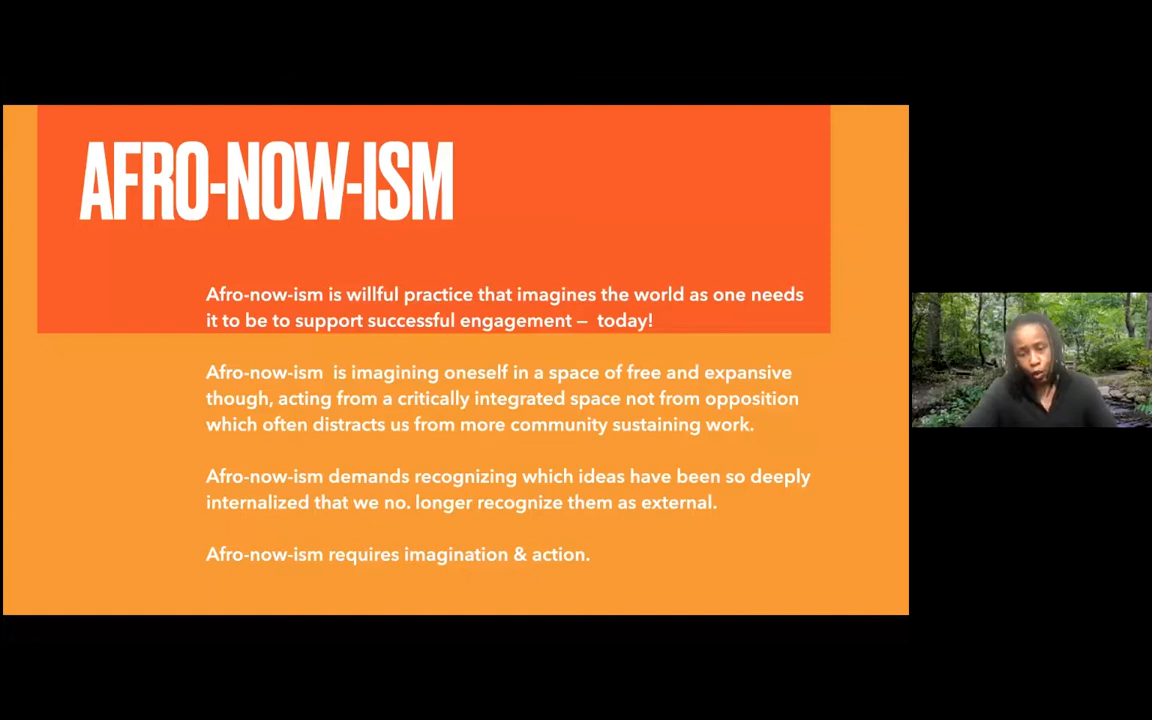 AFRO-NOW-ISM
Afro-now-ism is willful practice that imagines the world as one needs
it to be to support successful engagement – today!
Afro-now-ism is imagining oneself in a space of free and expansive
though, acting from a critically integrated space not from opposition
which often distracts us from more community sustaining work.
Afro-now-ism demands recognizing which ideas have been so deeply
internalized that we no. longer recognize them as external.
Afro-now-ism requires imagination & action.